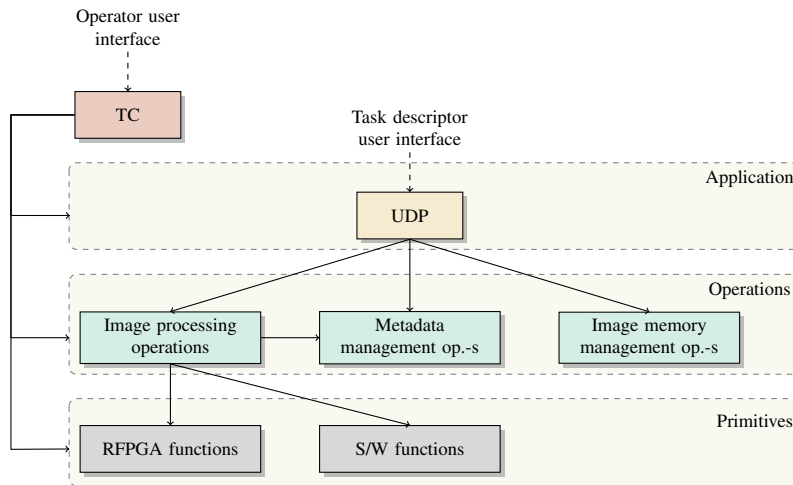 Operator user
interface
TC
Task descriptor
user interface
Application
UDP
Operations
Image processing
operations
Metadata
management op.-s
Image memory
management op.-s
Primitives
RFPGA functions
S/W functions